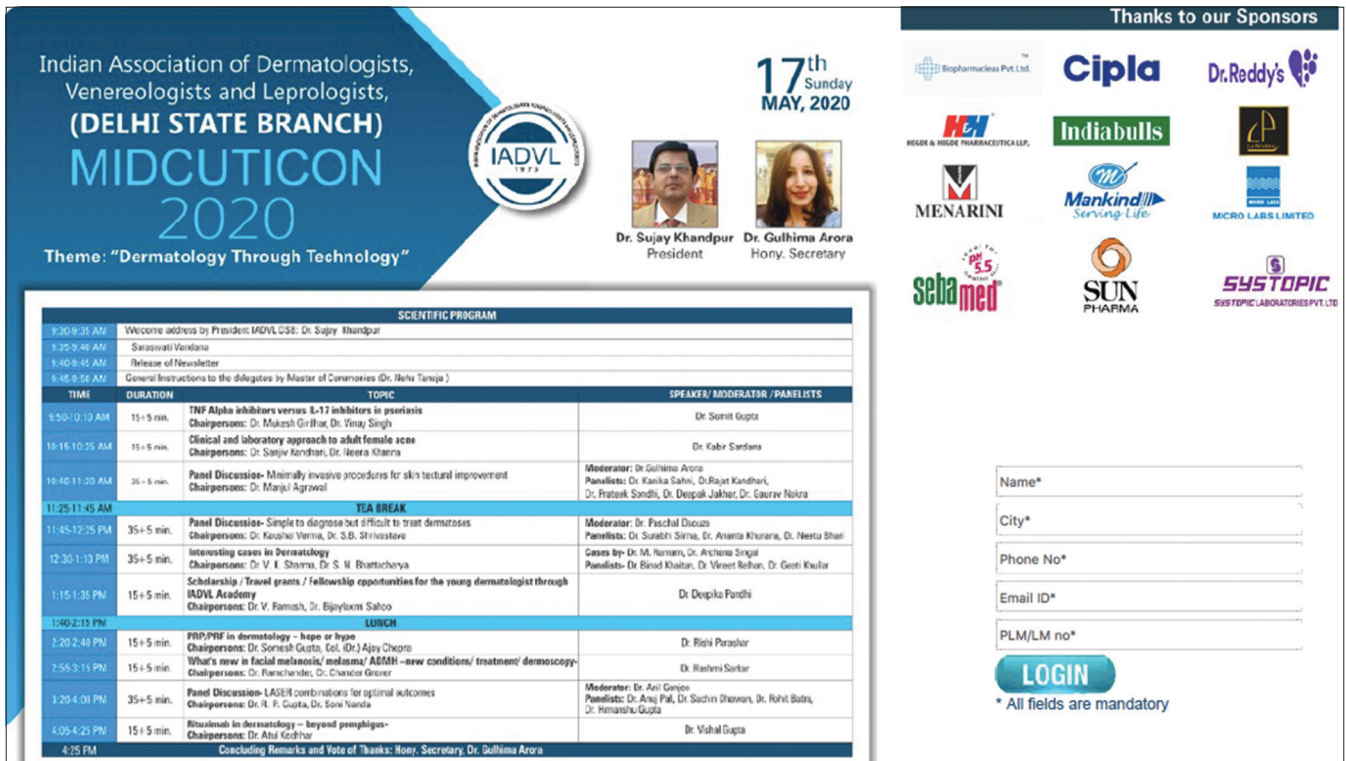 Indian Association of Dermatologists,
Venereologists and Leprologists,
(DELHI STATE BRANCH)
MIDCUTICON
2020
Theme: “Dermatology Through Technology”
IADVL
1973
17th
Sunday
MAY, 2020
Dr. Sujay Khandpur
President
Dr. Gulhima Arora
Hony. Secretary
SCIENTIFIC PROGRAM
9:30-9:35 AM Welcome address by President IADVL DSB: Dr. Sujay Khandpur
9:35-9:40 AM Saraswati Vandana
9:40-9:45 AM Release of Newsletter
9:45-9:50 AM General Instructions to the delegates by Master of Ceremonies (Dr. Neha Taneja )
TIME DURATION TOPIC SPEAKER/ MODERATOR /PANELISTS
9:50-10:10 AM 15+5 min. TNF Alpha inhibitors versus IL-17 inhibitors in psoriasis
Chairpersons: Dr. Mukesh Girdhar, Dr. Vinay Singh
Dr. Sumit Gupta
10:15-10:35 AM 15+5 min. Clinical and laboratory approach to adult female acne
Chairpersons: Dr. Sanjiv Kandhari, Dr. Neera Khanna
Dr. Kabir Sardana
10:40-11:20 AM 35+5 min. Panel Discussion- Minimally invasive procedures for skin textural improvement
Chairpersons: Dr. Manjul Agrawal
Moderator: Dr.Gulhima Arora
Panelists: Dr. Kanika Sahni, Dr.Rajat Kandhari,
Dr. Prateek Sondhi, Dr. Deepak Jakhar, Dr. Gaurav Nakra
11:25-11:45 AM TEA BREAK
11:45-12:25 PM 35+5 min. Panel Discussion- Simple to diagnose but difficult to treat dermatoses
Chairpersons: Dr. Kaushal Verma, Dr. S.B. Shrivastava
Moderator: Dr. Paschal Dsouza
Panelists: Dr. Surabhi Sinha, Dr. Ananta Khurana, Dr. Neetu Bhari
12:30-1:10 PM 35+5 min. Interesting cases in Dermatology
Chairpersons: Dr. V. K. Sharma, Dr. S. N. Bhattacharya
Cases by- Dr. M. Ramam, Dr. Archana Singal
Panelists- Dr Binod Khaitan, Dr. Vineet Relhan, Dr. Geeti Khullar
1:15-1:35 PM 15+5 min. Scholarship / Travel grants / Fellowship opportunities for the young dermatologist through
IADVL Academy
Chairpersons: Dr. V. Ramesh, Dr. Bijaylaxmi Sahoo
Dr Deepika Pandhi
1:40-2:15 PM LUNCH
2:20-2:40 PM 15+5 min. PRP/PRF in dermatology – hope or hype
Chairpersons: Dr. Somesh Gupta, Col. (Dr.) Ajay Chopra
Dr. Rishi Parashar
2:55-3:15 PM 15+5 min. What's new in facial melanosis/ melasma/ ADMH –new conditions/ treatment/ dermoscopy-
Chairpersons: Dr. Ramchander, Dr. Chander Grover
Dr. Rashmi Sarkar
3:20-4:00 PM 35+5 min. Panel Discussion- LASER combinations for optimal outcomes
Chairpersons: Dr. R. P. Gupta, Dr. Soni Nanda
Moderator: Dr. Anil Ganjoo
Panelists: Dr. Anuj Pall, Dr. Sachin Dhawan, Dr. Rohit Batra,
Dr. Himanshu Gupta
4:05-4:25 PM 15+5 min. Rituximab in dermatology – beyond pemphigus-
Chairpersons: Dr. Atul Kochhar
Dr. Vishal Gupta
4:25 PM Concluding Remarks and Vote of Thanks: Hony. Secretary, Dr. Gulhima Arora
Thanks to our Sponsors
Biopharmacieas Pvt. Ltd. TM
Cipla
Dr.Reddy's
H&H
HEGDE & HEGDE PHARMACEUTICA LLP.
Indiabulls
M
MENARINI
m
Mankind
Serving Life
MICRO LABS
MICRO LABS LIMITED
PH
5.5
sebamed
SUN
PHARMA
S
SYSTOPIC
SYSTOPIC LABORATORIES PVT. LTD
Name*
City*
Phone No*
Email ID*
PLM/LM no*
LOGIN
* All fields are mandatory